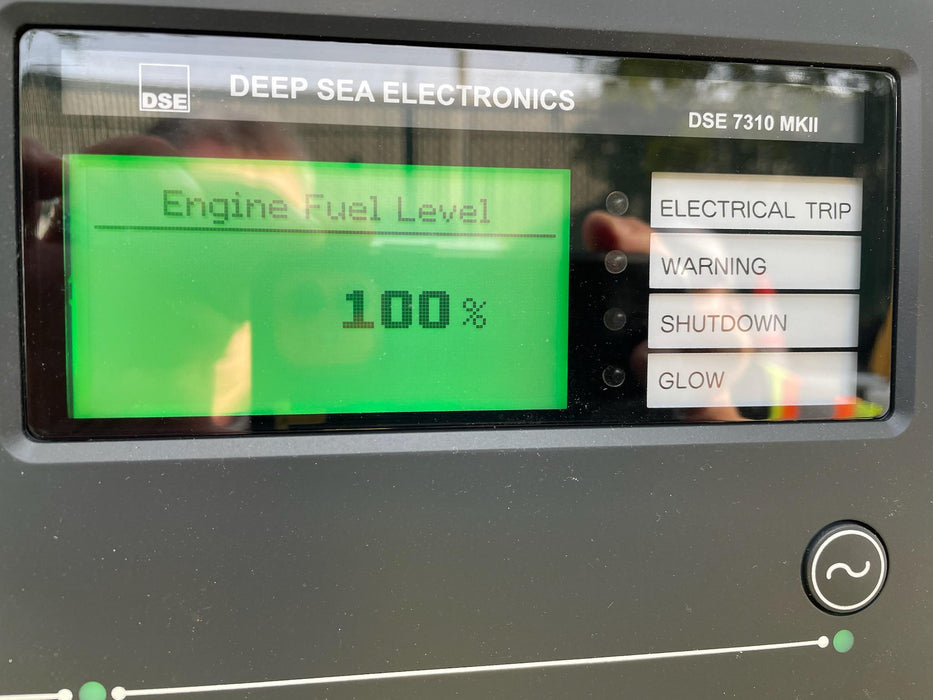 DSE
DEEP SEA ELECTRONICS
DSE 7310 MKII
Engine Fuel Level
100 %
ELECTRICAL TRIP
WARNING
SHUTDOWN
GLOW